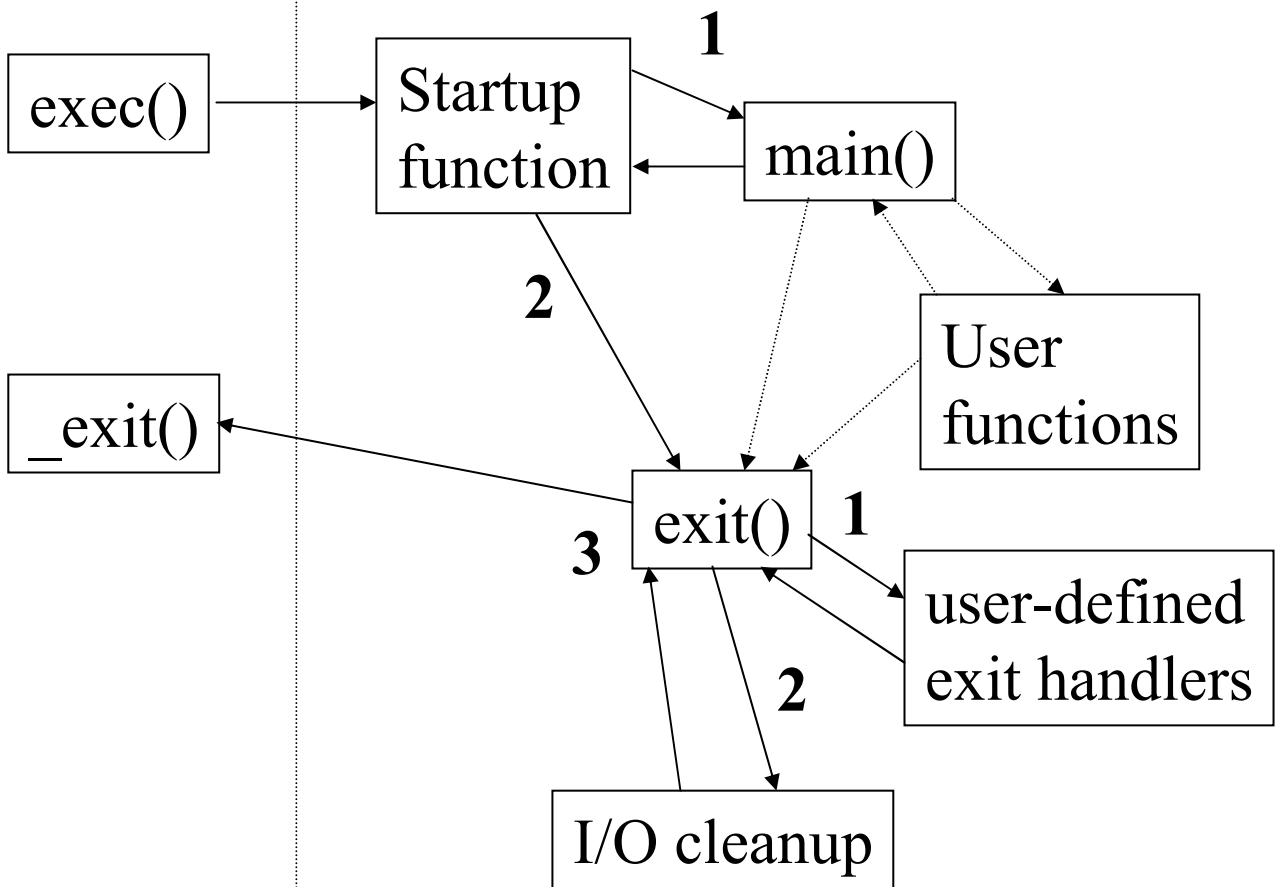 1
exec()
Startup
function
main()
2
User
functions
_exit()
exit()
1
3
user-defined
exit handlers
2
I/O cleanup